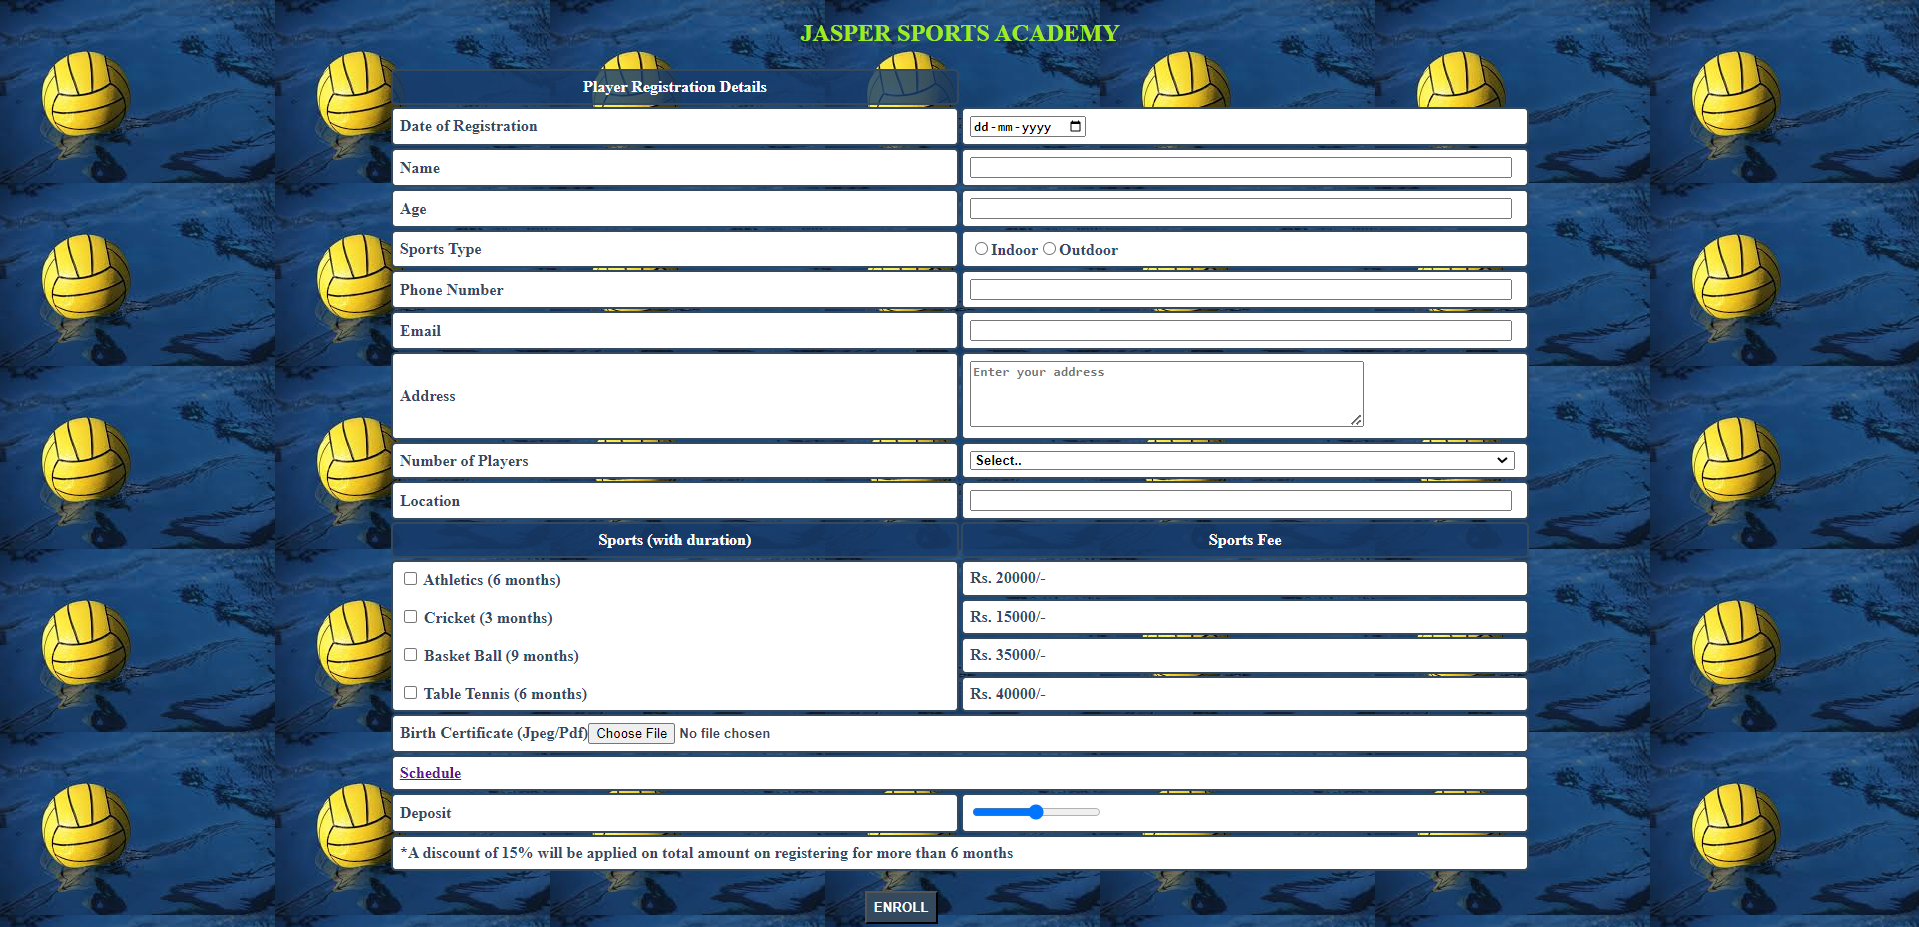 JASPER SPORTS ACADEMY
Player Registration Details
Date of Registration dd-mm-yyyy
Name
Age
Sports Type Indoor Outdoor
Phone Number
Email
Address Enter your address
Number of Players Select..
Location
Sports (with duration) Sports Fee
Athletics (6 months) Rs. 20000/-
Cricket (3 months) Rs. 15000/-
Basket Ball (9 months) Rs. 35000/-
Table Tennis (6 months) Rs. 40000/-
Birth Certificate (Jpeg/Pdf) Choose File No file chosen
Schedule
Deposit
*A discount of 15% will be applied on total amount on registering for more than 6 months
ENROLL